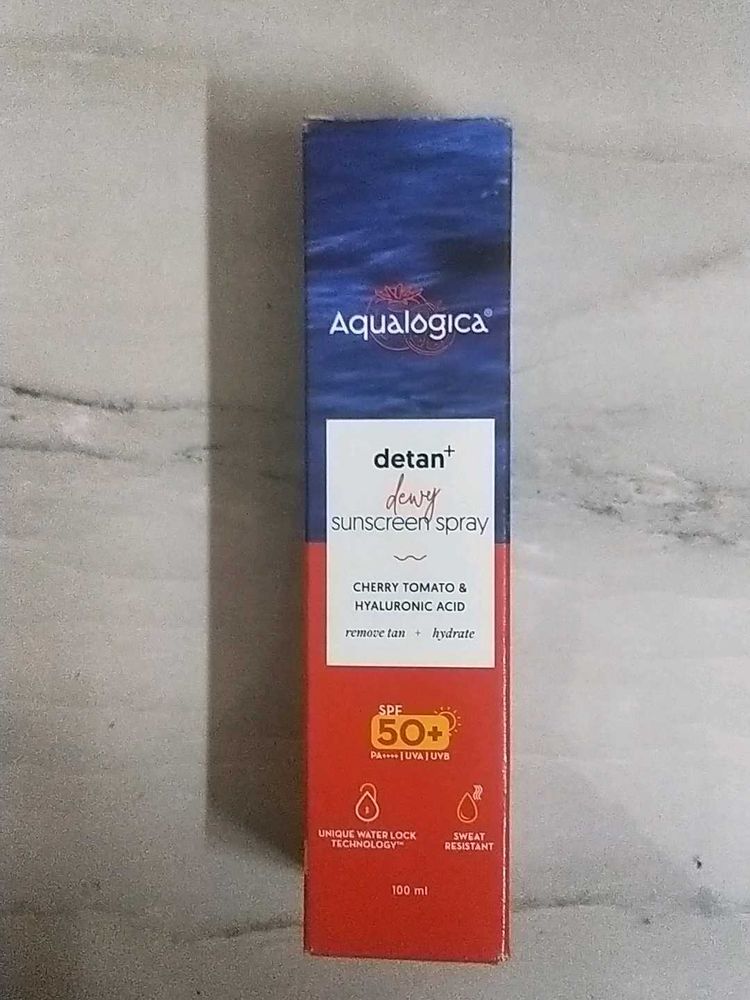 Aqualogica®
detan+
dewy
sunscreen spray
CHERRY TOMATO &
HYALURONIC ACID
remove tan + hydrate
SPF
50+
PA++++ | UVA | UVB
UNIQUE WATER LOCK
TECHNOLOGY™
SWEAT
RESISTANT
100 ml